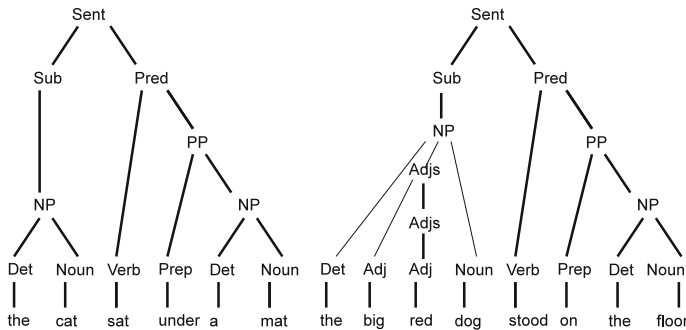 Sent Sent
Sub Pred Sub Pred
NP
PP PP
Adjs
NP NP NP
Adjs
Det Noun Verb Prep Det Noun Det Adj Adj Noun Verb Prep Det Noun
the cat sat under a mat the big red dog stood on the floor